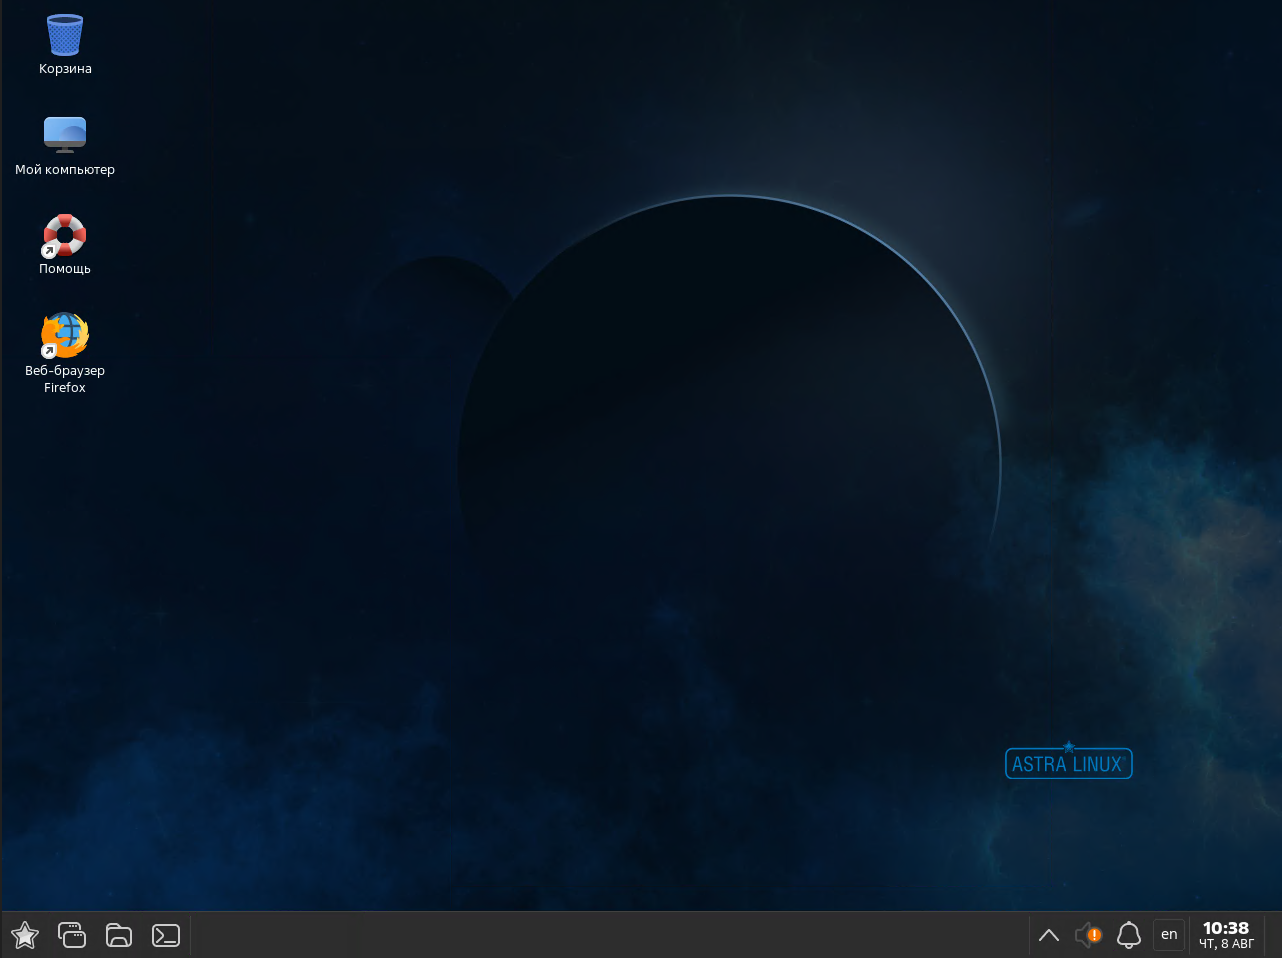 Корзина
Мой компьютер
Помощь
Веб-браузер
Firefox
ASTRA LINUX®
en
10:38
ЧТ, 8 АВГ